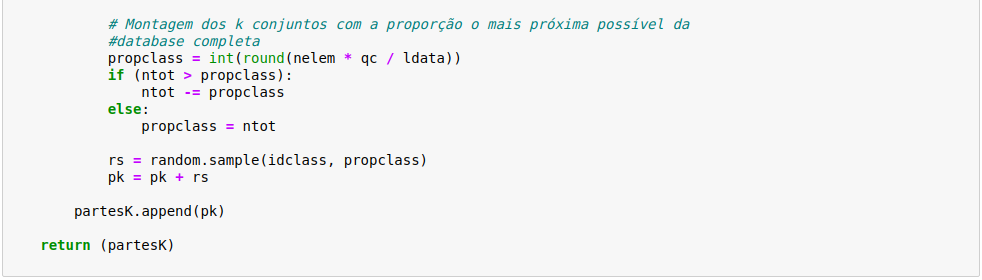 # Montagem dos k conjuntos com a proporção o mais próxima possível da
#database completa
propclass = int(round(nelem * qc / ldata))
if (ntot > propclass):
ntot -= propclass
else:
propclass = ntot
rs = random.sample(idclass, propclass)
pk = pk + rs
partesK.append(pk)
return (partesK)